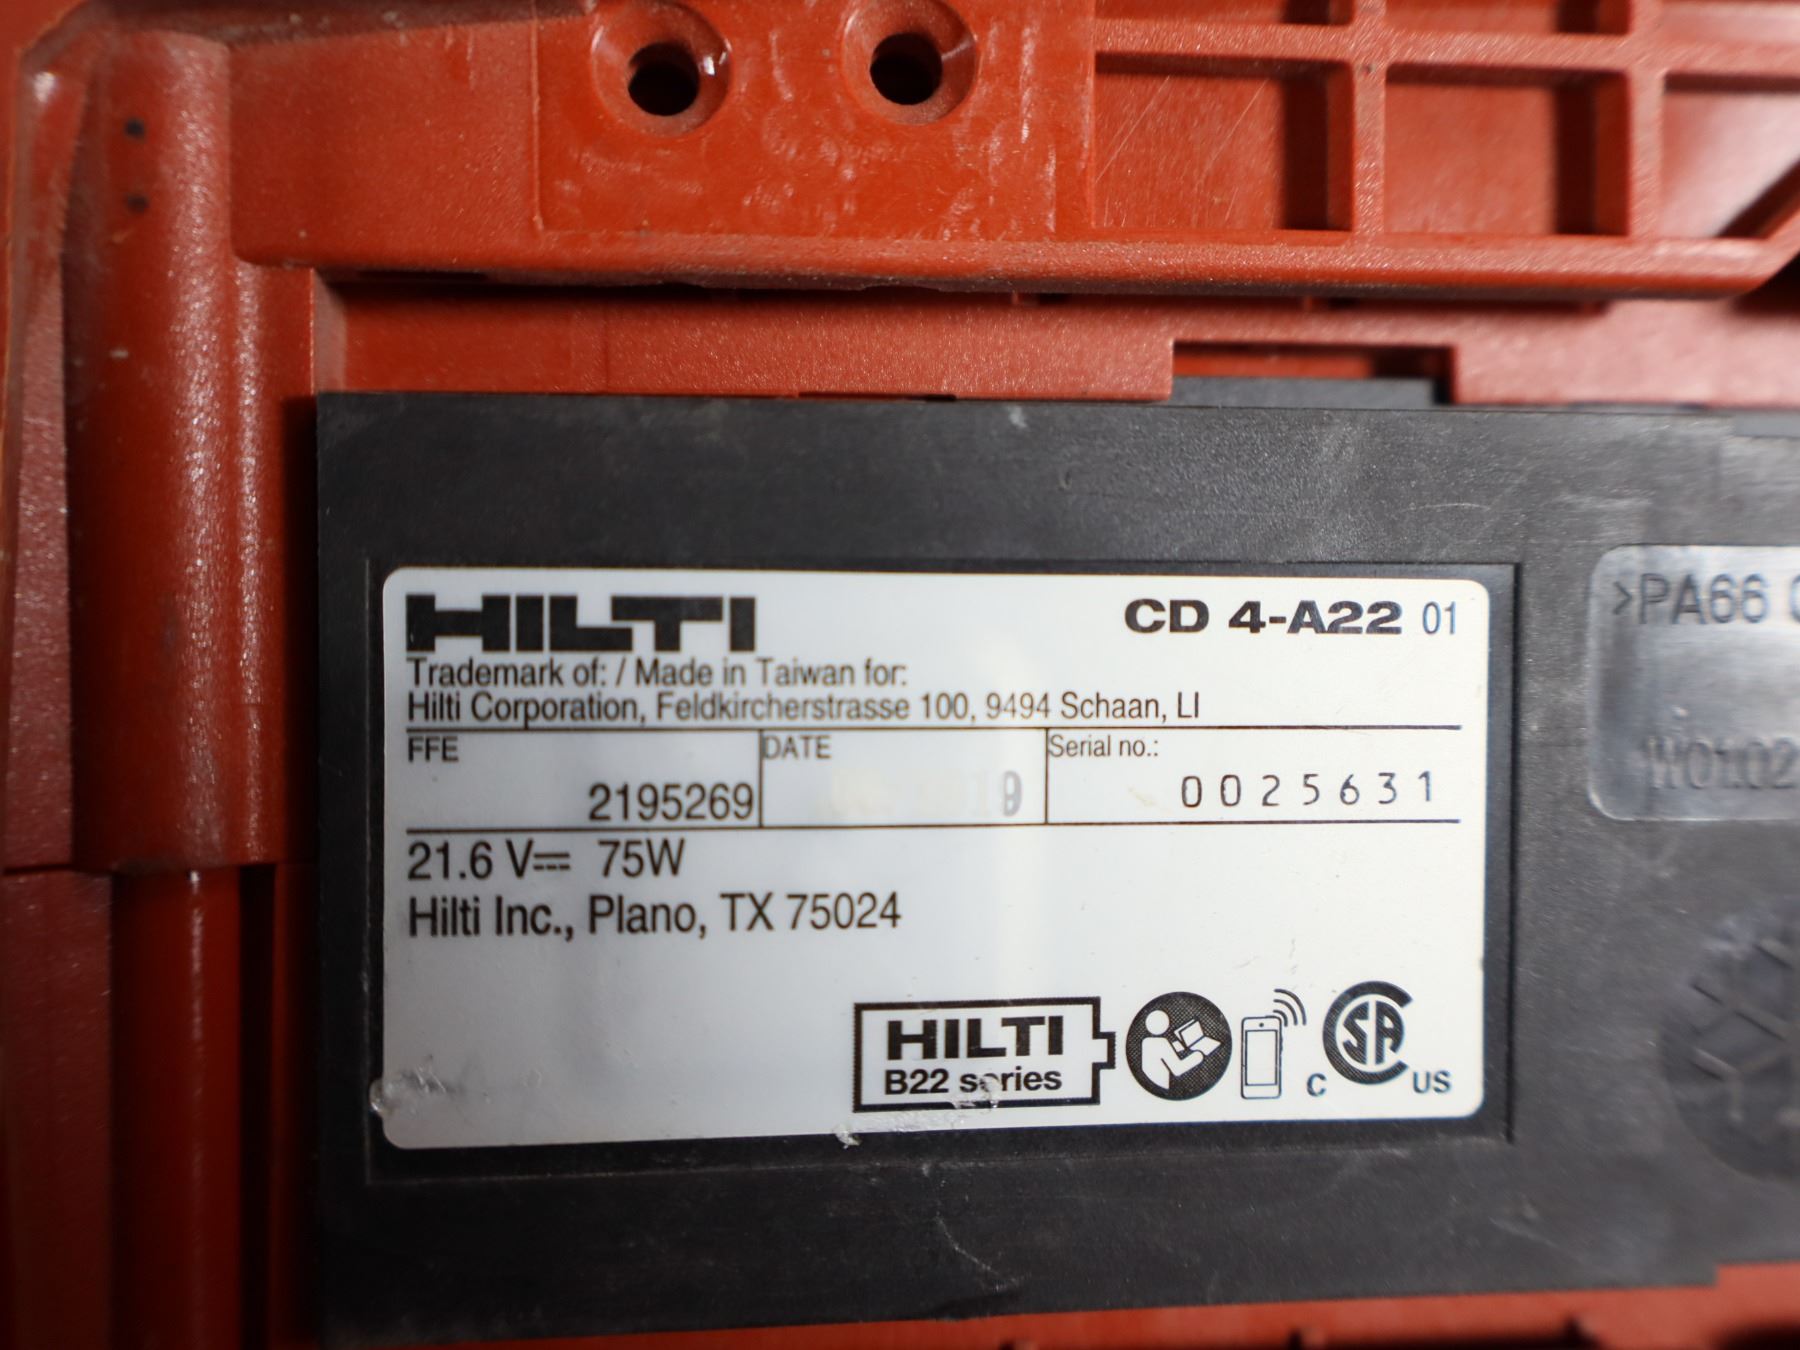 HILTI
CD 4-A22 01
Trademark of: / Made in Taiwan for:
Hilti Corporation, Feldkircherstrasse 100, 9494 Schaan, LI
FFE
2195269
DATE
Serial no.:
0025631
21.6 V⎓ 75W
Hilti Inc., Plano, TX 75024
HILTI
B22 series
C
SA
US
>PA66